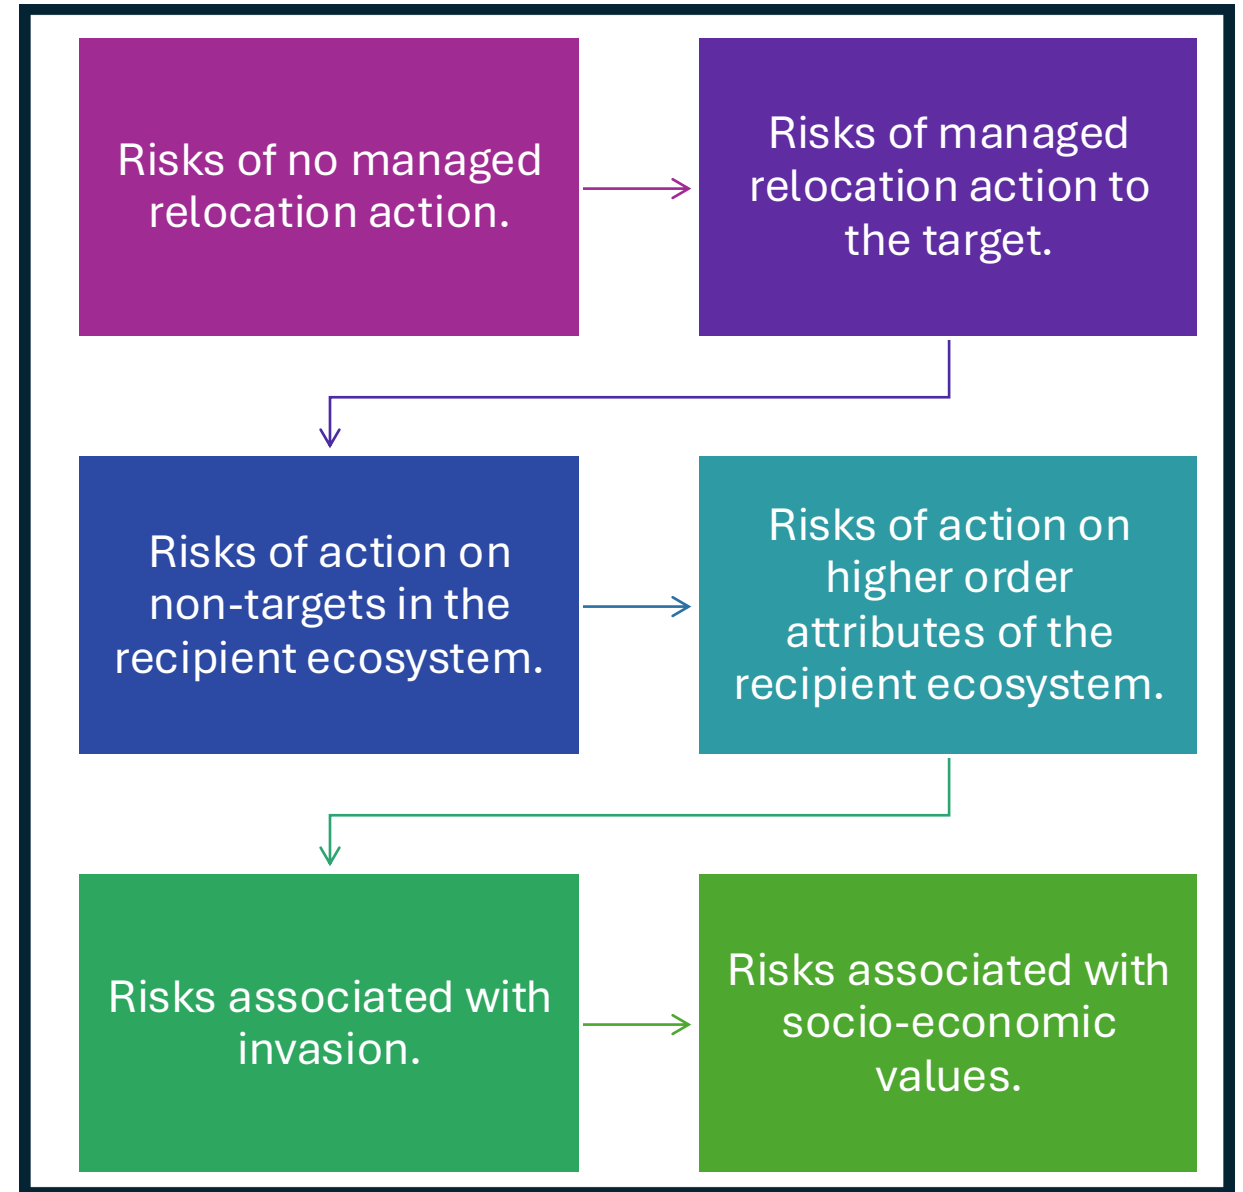 Risks of no managed
relocation action.
Risks of managed
relocation action to
the target.
Risks of action on
non-targets in the
recipient ecosystem.
Risks of action on
higher order
attributes of the
recipient ecosystem.
Risks associated with
invasion.
Risks associated with
socio-economic
values.